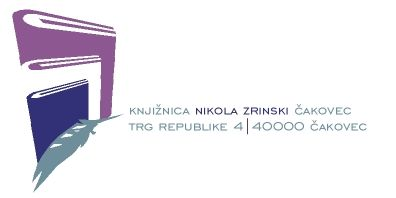 KNJIŽNICA NIKOLA ZRINSKI ČAKOVEC
TRG REPUBLIKE 4|40000 ČAKOVEC